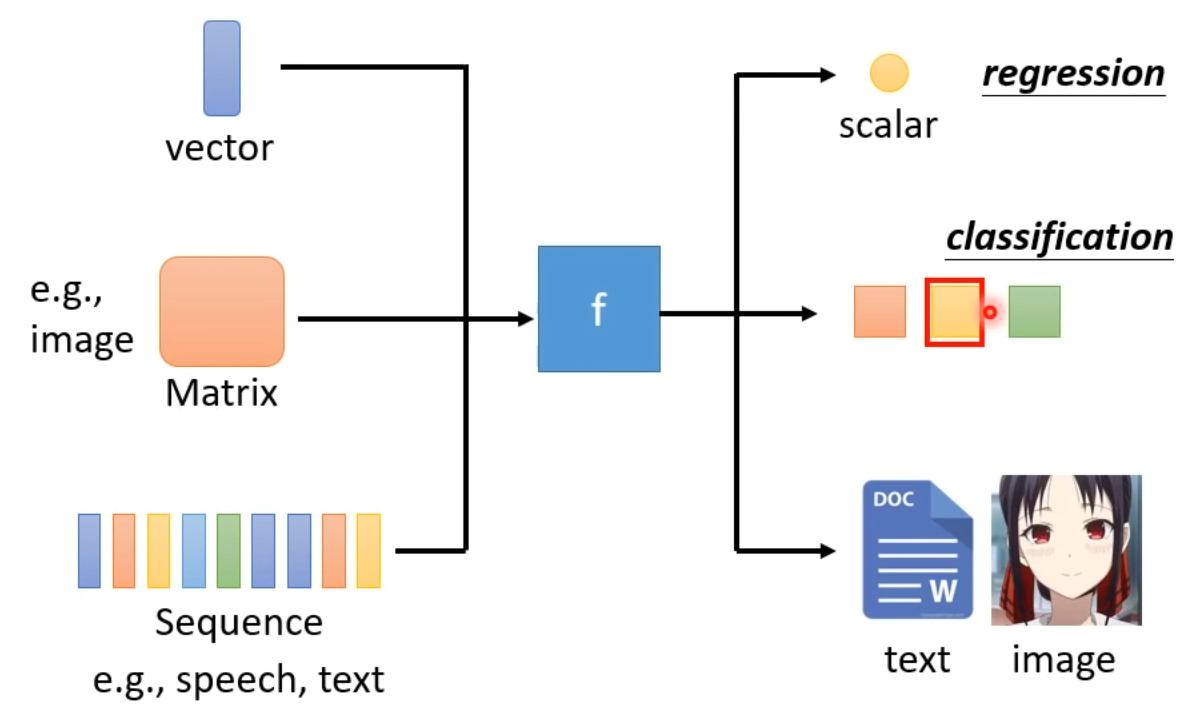 vector
e.g.,
image
Matrix
Sequence
e.g., speech, text
f
scalar
regression
classification
DOC
W
text
image